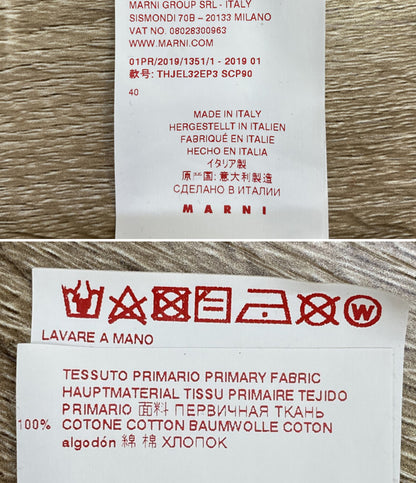 MARNI GROUP SRL - ITALY
SISMONDI 70B – 20133 MILANO
VAT NO. 08028300963
WWW.MARNI.COM
01PR/2019/1351/1 - 2019 01
款号: THJEL32EP3 SCP90
40
MADE IN ITALY
HERGESTELLT IN ITALIEN
FABRIQUÉ EN ITALIE
HECHO EN ITALIA
イタリア製
原产国: 意大利製造
СДЕЛАНО В ИТАЛИИ
MARNI
W
LAVARE A MANO
TESSUTO PRIMARIO PRIMARY FABRIC
HAUPTMATERIAL TISSU PRIMAIRE TEJIDO
PRIMARIO 面料 ПЕРВИЧНАЯ ТКАНЬ
100% COTONE COTTON BAUMWOLLE COTON
algodón 綿 棉 ХЛОПОК